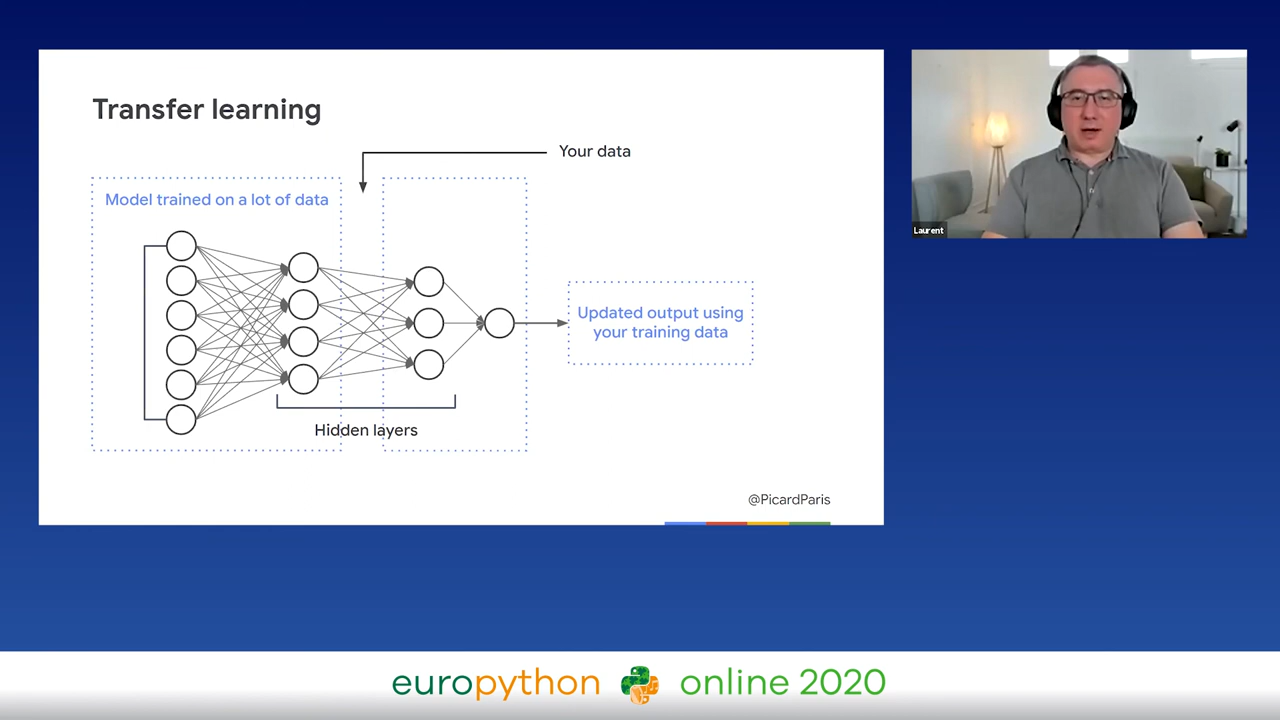 Transfer learning
Your data
Model trained on a lot of data
Updated output using
your training data
Hidden layers
@PicardParis
Laurent
europython online 2020